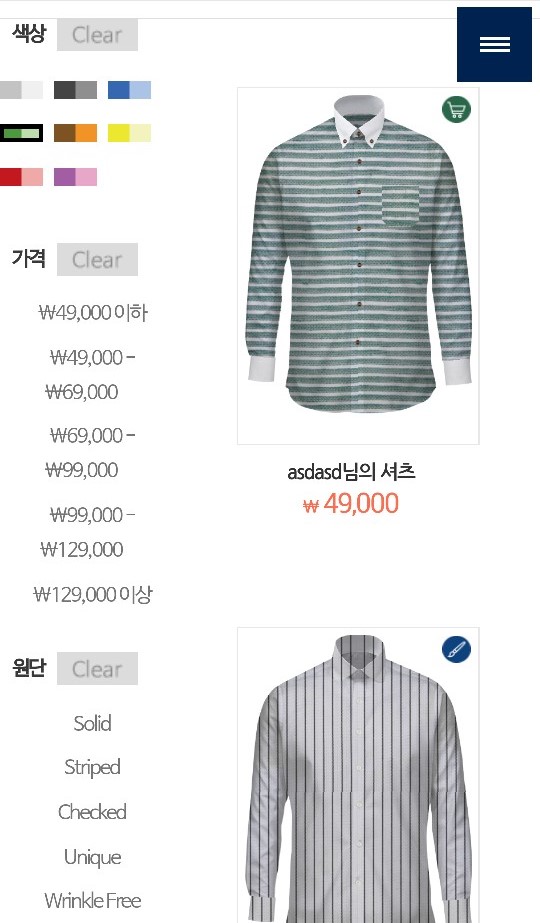 색상 Clear
가격 Clear
₩49,000 이하
₩49,000 –
₩69,000
₩69,000 –
₩99,000
₩99,000 –
₩129,000
₩129,000 이상
원단 Clear
Solid
Striped
Checked
Unique
Wrinkle Free
asdasd님의 셔츠
₩ 49,000